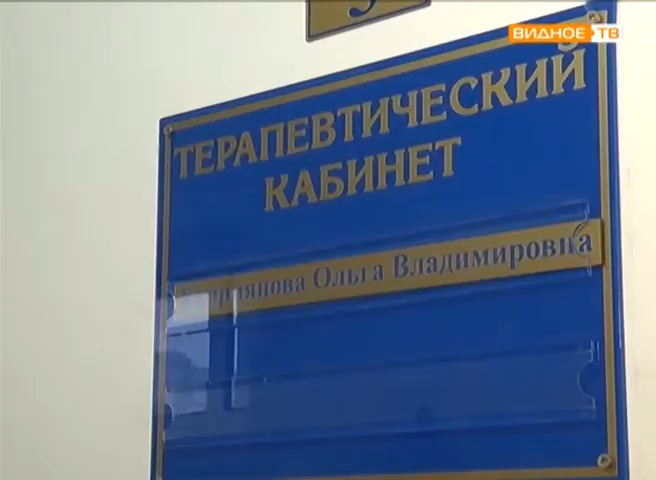 ВИДНОЕ ТВ
ТЕРАПЕВТИЧЕСКИЙ
КАБИНЕТ
Ольга Владимировна